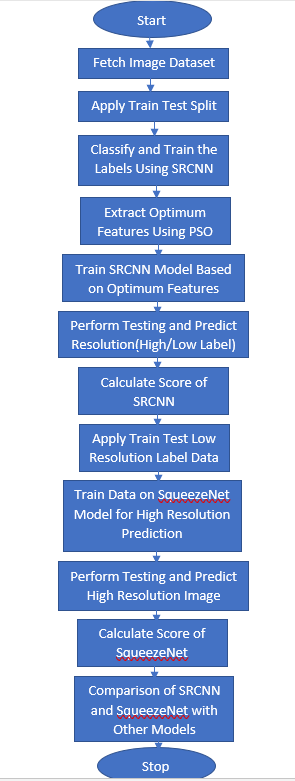 Start
Fetch Image Dataset
Apply Train Test Split
Classify and Train the
Labels Using SRCNN
Extract Optimum
Features Using PSO
Train SRCNN Model Based
on Optimum Features
Perform Testing and Predict
Resolution(High/Low Label)
Calculate Score of
SRCNN
Apply Train Test Low
Resolution Label Data
Train Data on SqueezeNet
Model for High Resolution
Prediction
Perform Testing and Predict
High Resolution Image
Calculate Score of
SqueezeNet
Comparison of SRCNN
and SqueezeNet with
Other Models
Stop